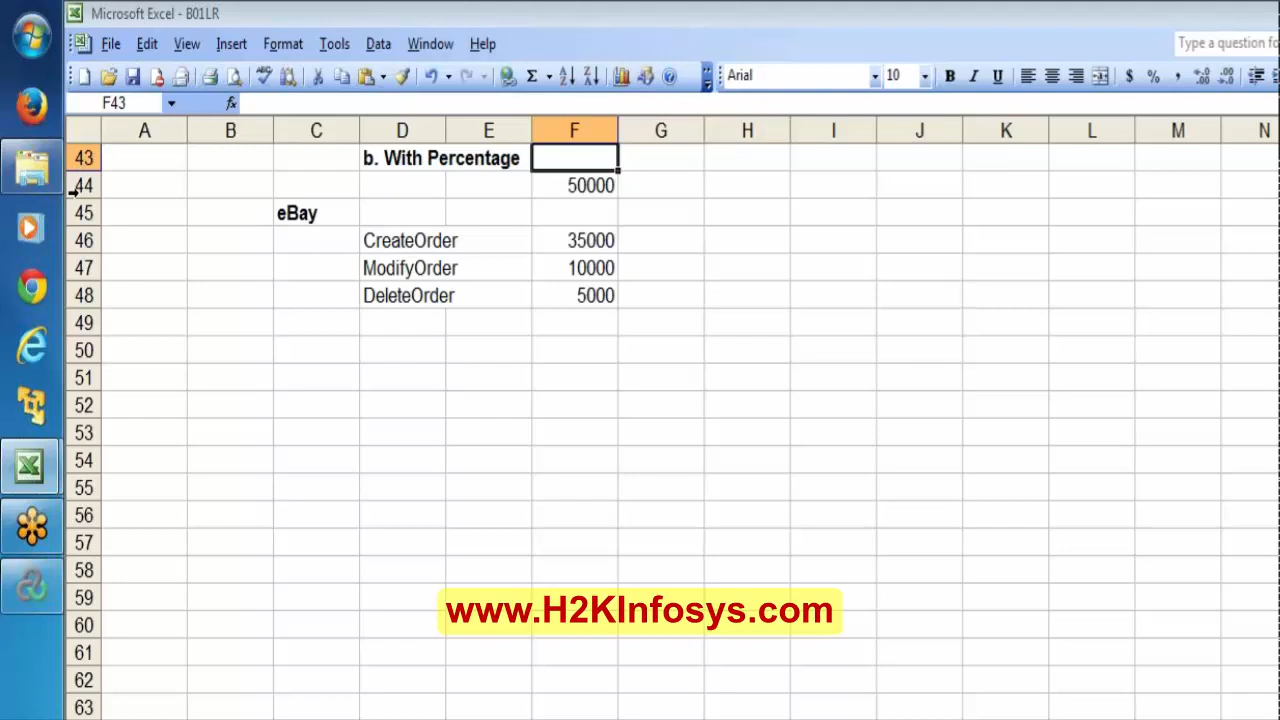 Microsoft Excel - B01LR
File Edit View Insert Format Tools Data Window Help Type a question fo
Arial 10 B I U $ % ,
F43 fx
A B C D E F G H I J K L M N
43 b. With Percentage
44 50000
45 eBay
46 CreateOrder 35000
47 ModifyOrder 10000
48 DeleteOrder 5000
49
50
51
52
53
54
55
56
57
58
59
60
61
62
63
www.H2KInfosys.com